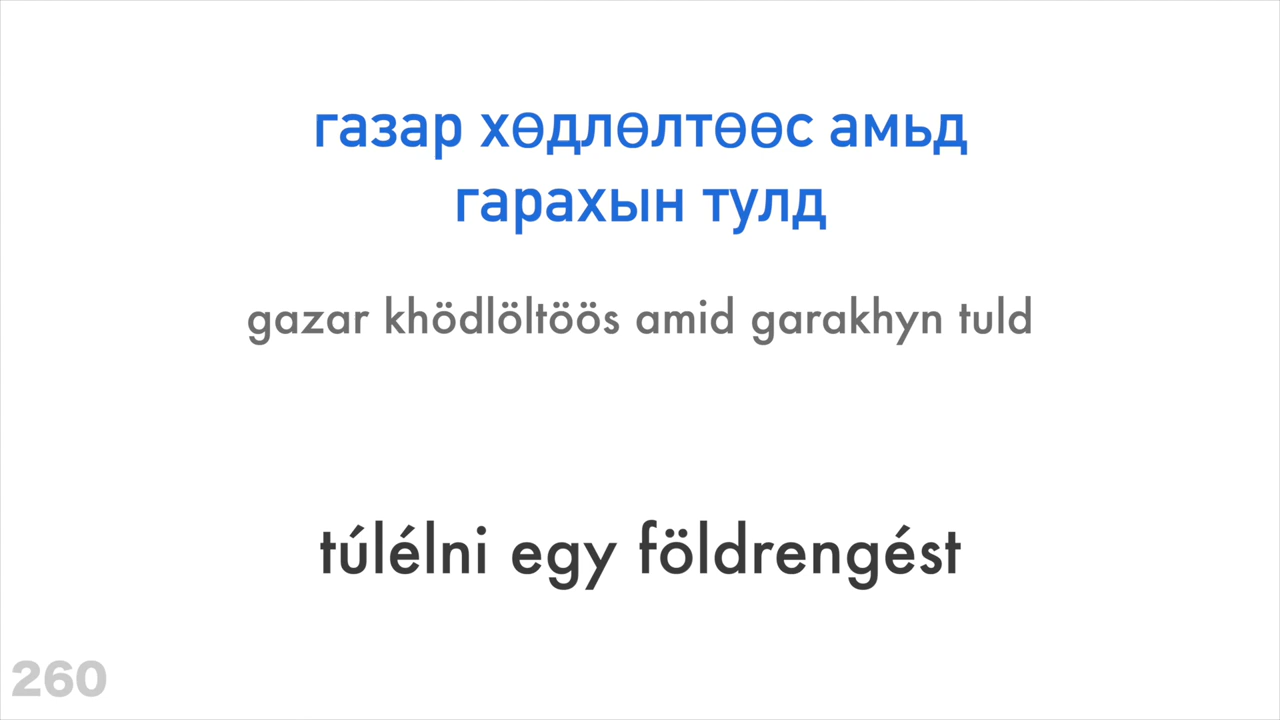 газар хөдлөлтөөс амьд
гарахын тулд
gazar khödlöltöös amid garakhyn tuld
túlélni egy földrengést
260